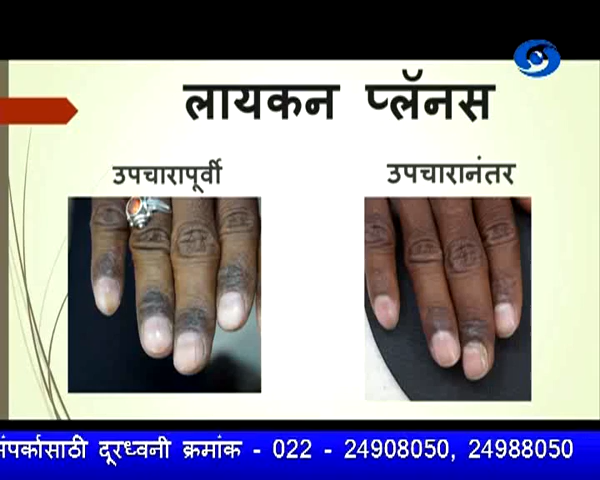 लायकन प्लॅनस
उपचारापूर्वी
उपचारानंतर
संपर्कासाठी दूरध्वनी क्रमांक - 022 - 24908050, 24988050